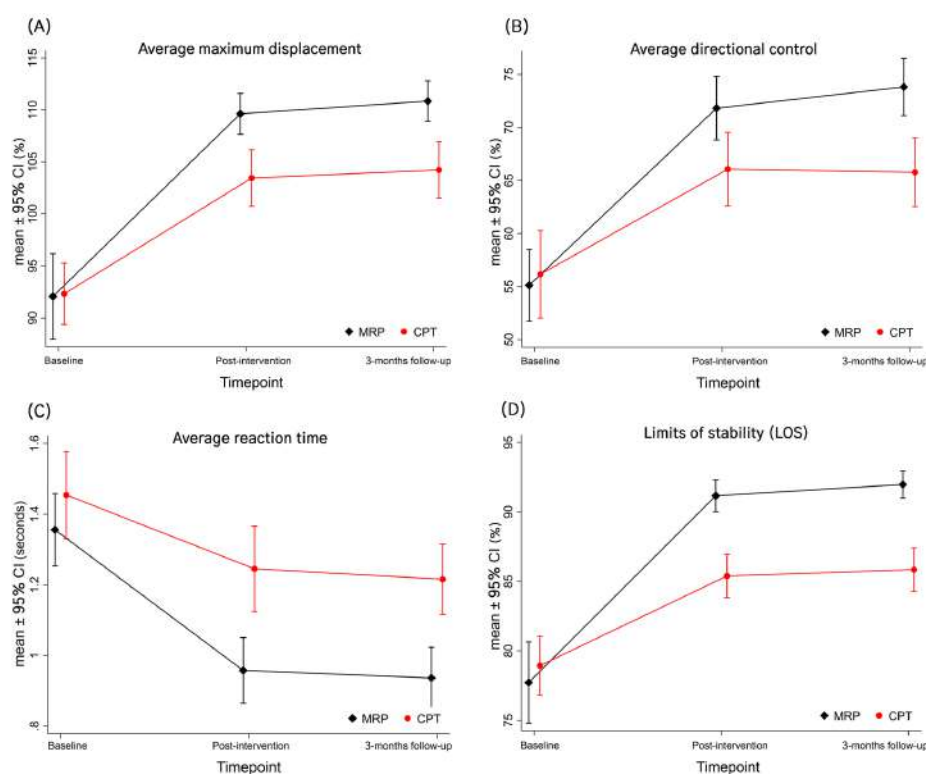 (A)
Average maximum displacement
mean ± 95% CI (%)
115
110
105
100
95
90
MRP CPT
Baseline Post-intervention 3-months follow-up
Timepoint
(B)
Average directional control
mean ± 95% CI (%)
75
70
65
60
55
50
MRP CPT
Baseline Post-intervention 3-months follow-up
Timepoint
(C)
Average reaction time
mean ± 95% CI (seconds)
1.6
1.4
1.2
1
.8
MRP CPT
Baseline Post-intervention 3-months follow-up
Timepoint
(D)
Limits of stability (LOS)
mean ± 95% CI (%)
95
90
85
80
75
MRP CPT
Baseline Post-intervention 3-months follow-up
Timepoint